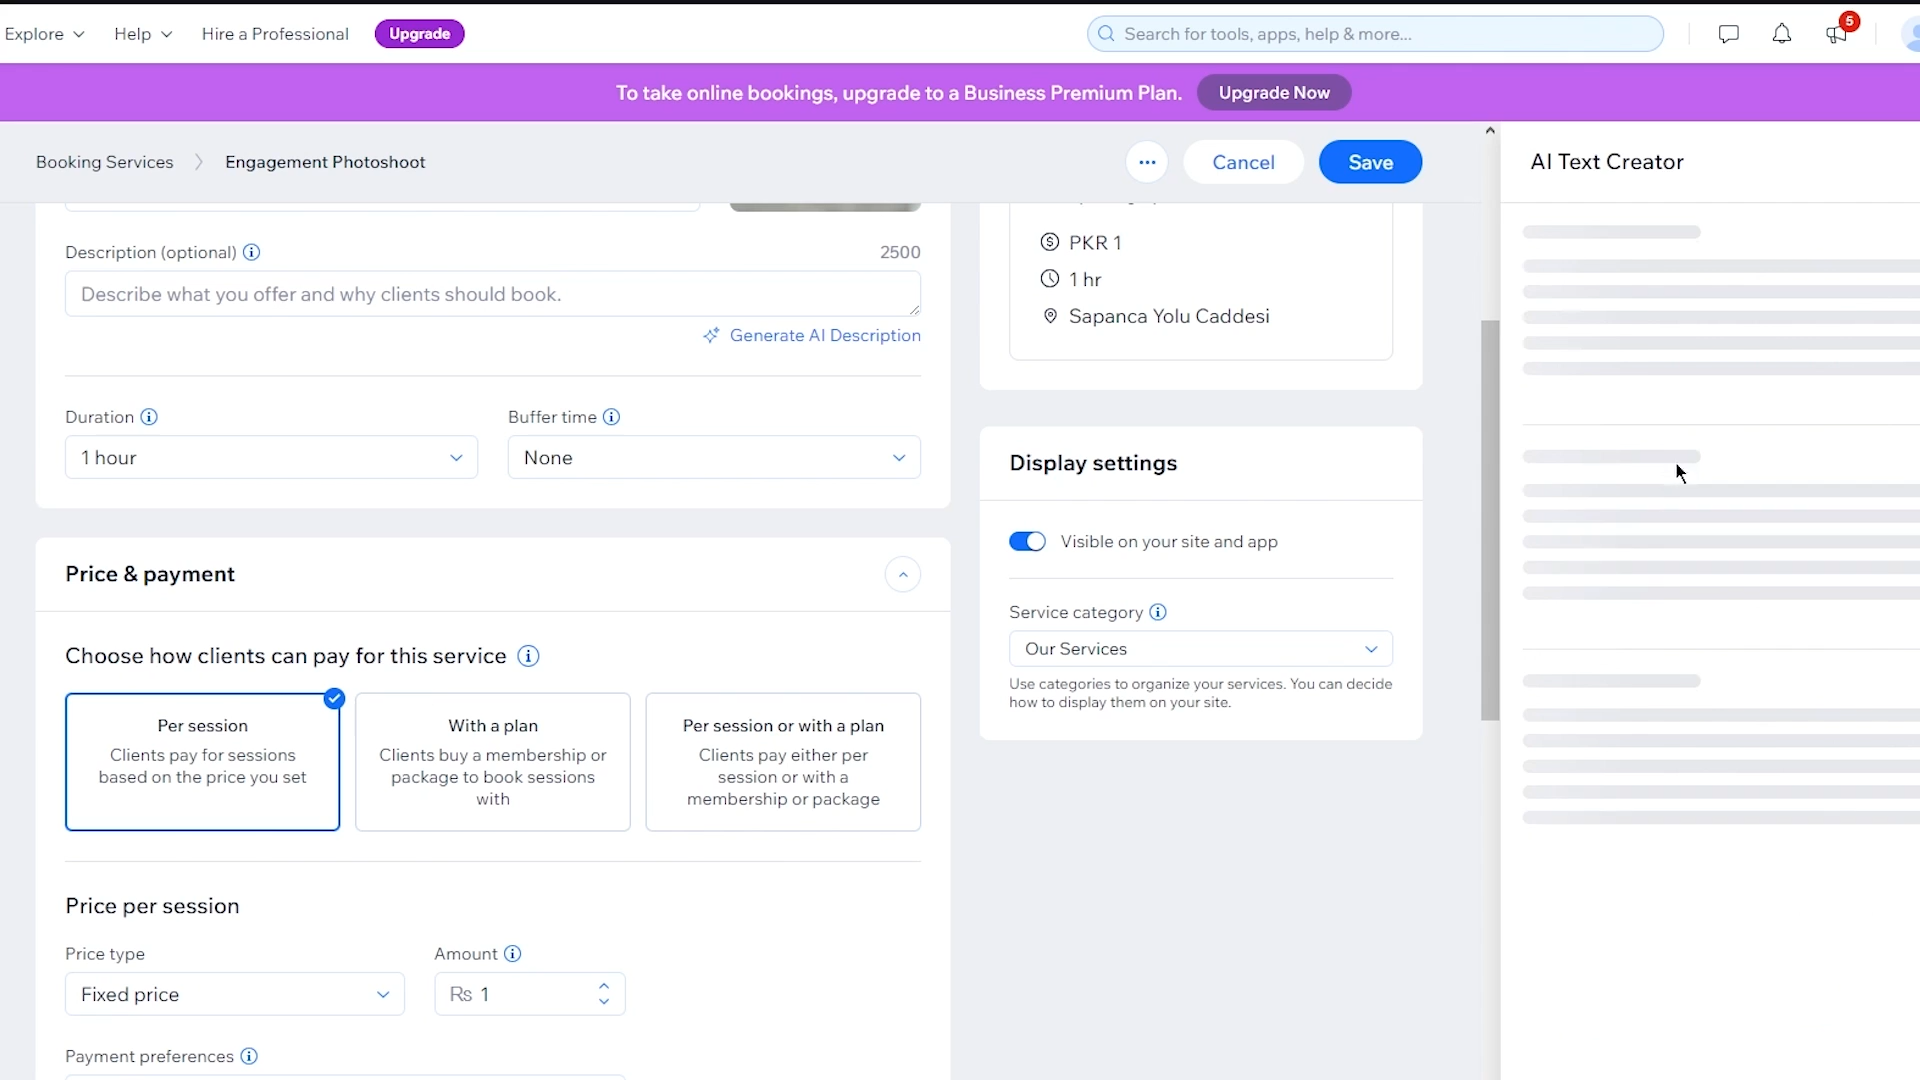 Explore
Help
Hire a Professional
Upgrade
Search for tools, apps, help & more...
5
To take online bookings, upgrade to a Business Premium Plan.
Upgrade Now
Booking Services
Engagement Photoshoot
Cancel
Save
AI Text Creator
Description (optional)
2500
Describe what you offer and why clients should book.
Generate AI Description
Duration
Buffer time
1 hour
None
PKR 1
1 hr
Sapanca Yolu Caddesi
Display settings
Visible on your site and app
Service category
Our Services
Use categories to organize your services. You can decide
how to display them on your site.
Price & payment
Choose how clients can pay for this service
Per session
Clients pay for sessions
based on the price you set
With a plan
Clients buy a membership or
package to book sessions
with
Per session or with a plan
Clients pay either per
session or with a
membership or package
Price per session
Price type
Amount
Fixed price
Rs 1
Payment preferences